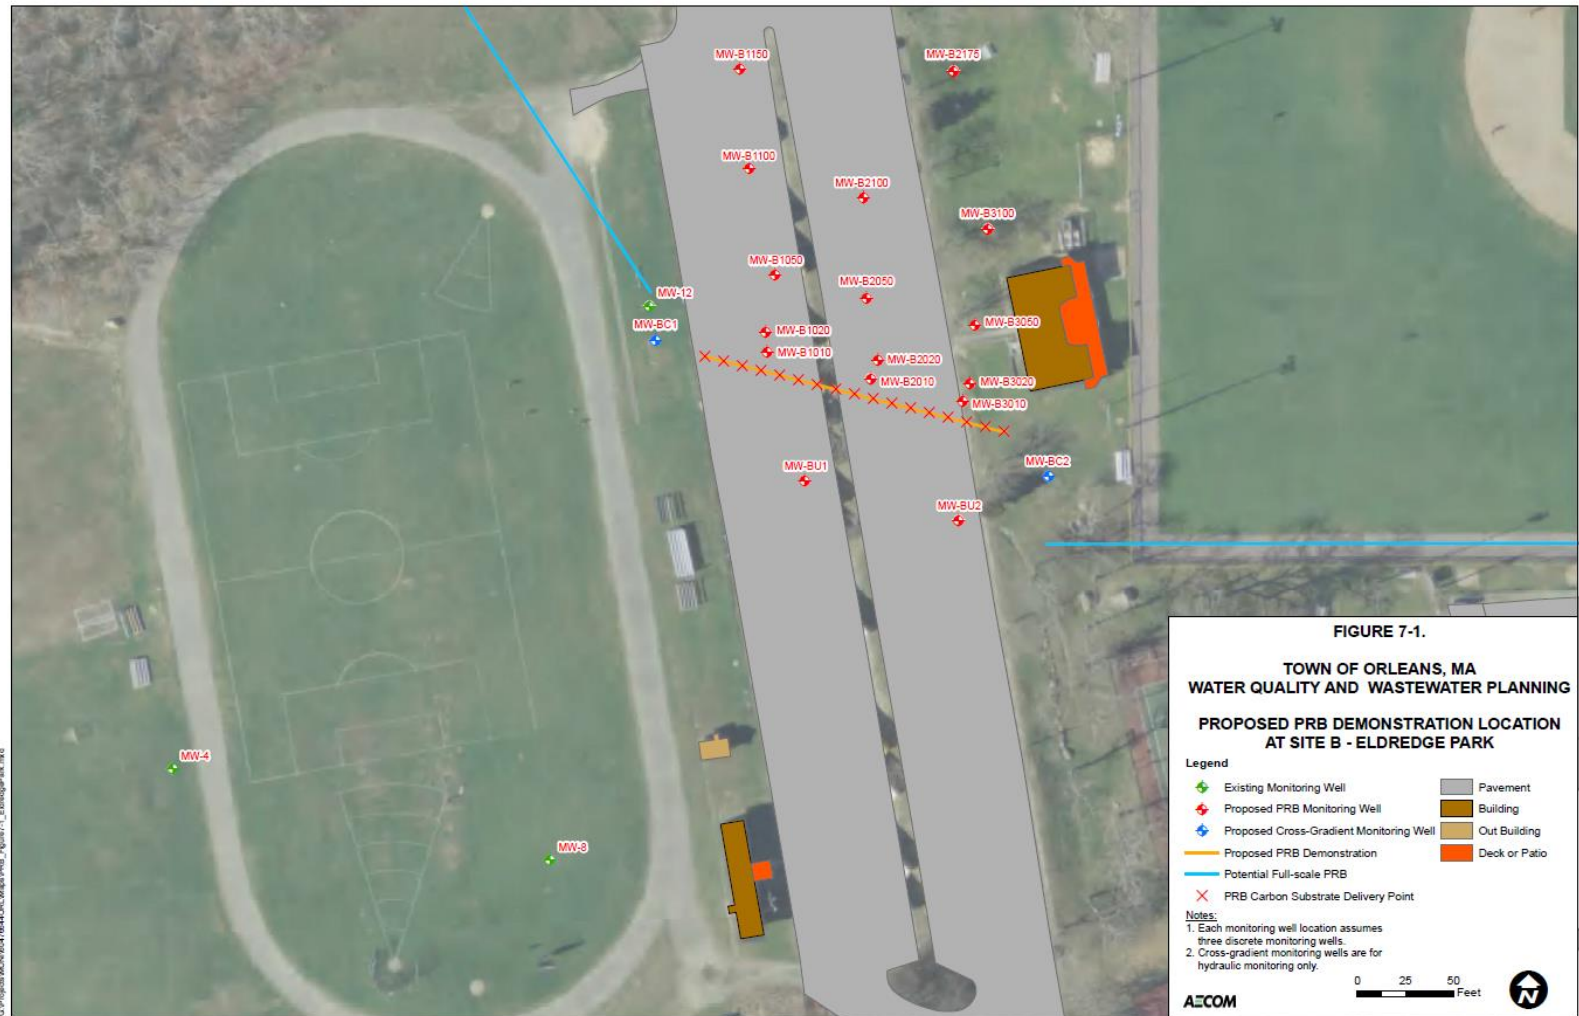 MW-B1150
MW-B2175
MW-B1100
MW-B2100
MW-B3100
MW-B1050
MW-12
MW-B2050
MW-BC1
MW-B3050
MW-B1020
MW-B1010
MW-B2020
MW-B2010
MW-B3020
MW-B3010
MW-BU1
MW-BC2
MW-BU2
MW-4
MW-8
FIGURE 7-1.
TOWN OF ORLEANS, MA
WATER QUALITY AND WASTEWATER PLANNING
PROPOSED PRB DEMONSTRATION LOCATION
AT SITE B - ELDREDGE PARK
Legend
Existing Monitoring Well
Proposed PRB Monitoring Well
Proposed Cross-Gradient Monitoring Well
Proposed PRB Demonstration
Potential Full-scale PRB
PRB Carbon Substrate Delivery Point
Pavement
Building
Out Building
Deck or Patio
Notes:
1. Each monitoring well location assumes
three discrete monitoring wells.
2. Cross-gradient monitoring wells are for
hydraulic monitoring only.
0 25 50
Feet
N
AECOM